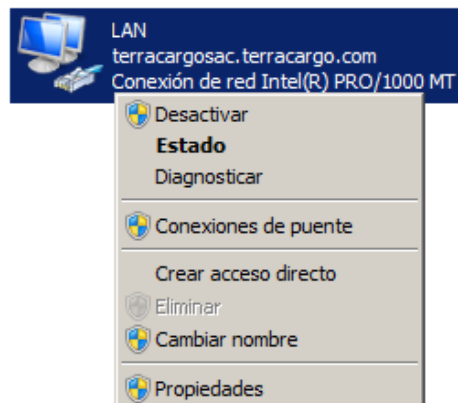 LAN
terracargosac.terracargo.com
Conexión de red Intel(R) PRO/1000 MT
Desactivar
Estado
Diagnosticar
Conexiones de puente
Crear acceso directo
Eliminar
Cambiar nombre
Propiedades